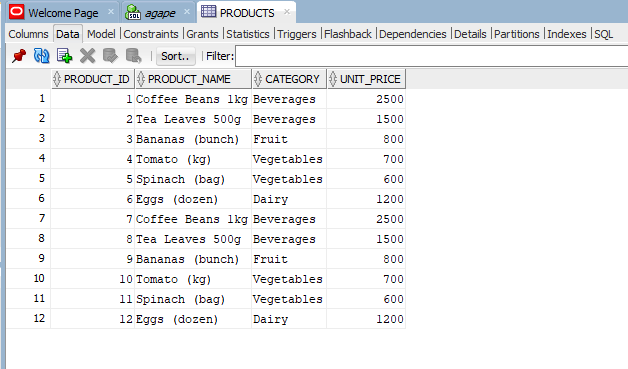 Welcome Page × SQL agape × PRODUCTS ×
Columns Data Model Constraints Grants Statistics Triggers Flashback Dependencies Details Partitions Indexes SQL
Sort.. Filter:
PRODUCT_ID PRODUCT_NAME CATEGORY UNIT_PRICE
1 1 Coffee Beans 1kg Beverages 2500
2 2 Tea Leaves 500g Beverages 1500
3 3 Bananas (bunch) Fruit 800
4 4 Tomato (kg) Vegetables 700
5 5 Spinach (bag) Vegetables 600
6 6 Eggs (dozen) Dairy 1200
7 7 Coffee Beans 1kg Beverages 2500
8 8 Tea Leaves 500g Beverages 1500
9 9 Bananas (bunch) Fruit 800
10 10 Tomato (kg) Vegetables 700
11 11 Spinach (bag) Vegetables 600
12 12 Eggs (dozen) Dairy 1200